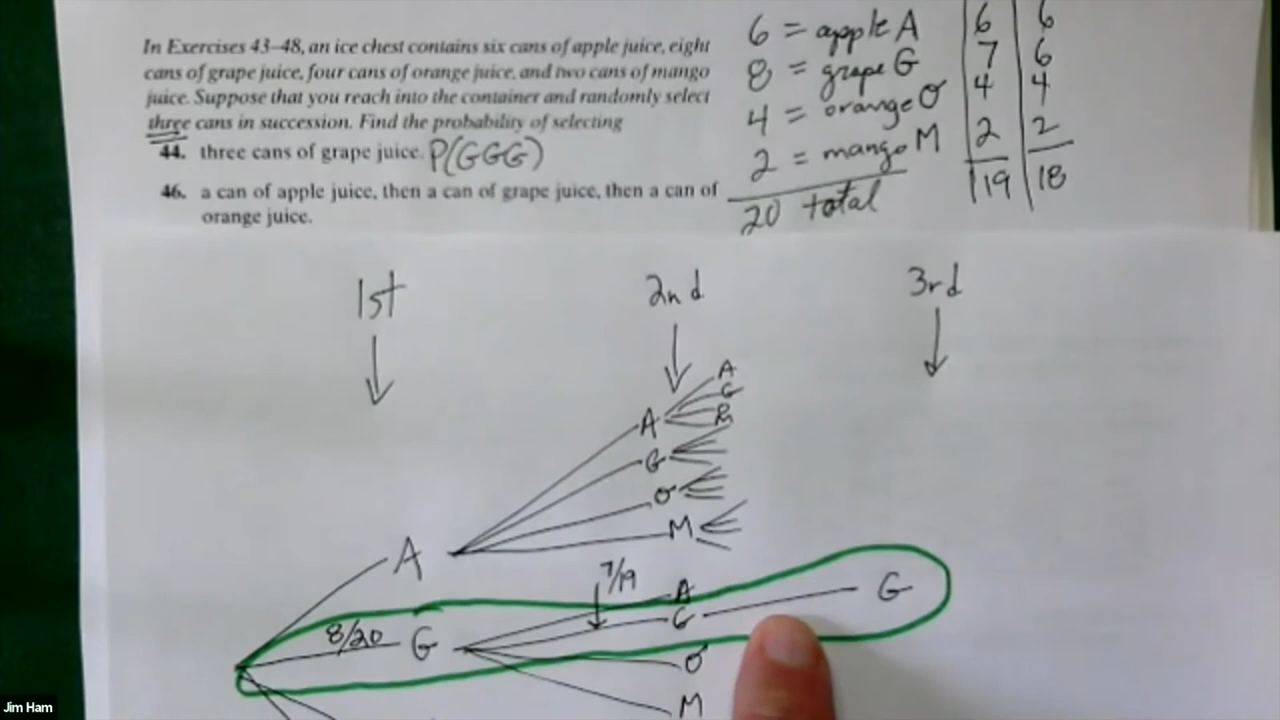 In Exercises 43–48, an ice chest contains six cans of apple juice, eight
cans of grape juice, four cans of orange juice, and two cans of mango
juice. Suppose that you reach into the container and randomly select
three cans in succession. Find the probability of selecting
44. three cans of grape juice. P(GGG)
46. a can of apple juice, then a can of grape juice, then a can of
orange juice.
6 = apple A 6 6
8 = grape G 7 6
4 = orange O 4 4
2 = mango M 2 2
20 total 19 18
1st 2nd 3rd
A
G
A
G
O
M
A
7/19
A
8/20 G G G
O
M
Jim Ham